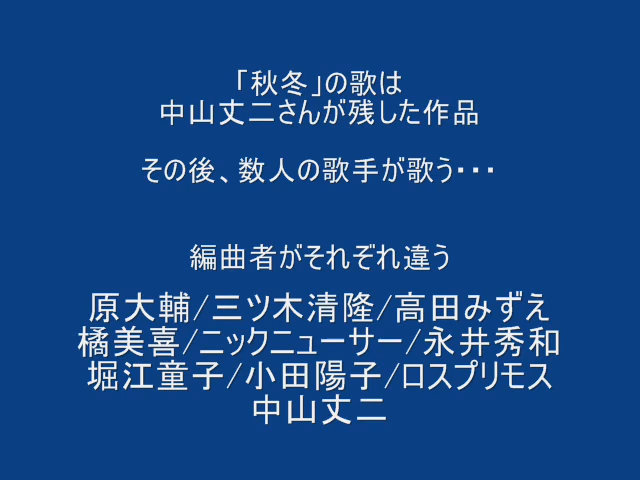 「秋冬」の歌は
中山丈二さんが残した作品
その後、数人の歌手が歌う・・・
編曲者がそれぞれ違う
原大輔/三ツ木清隆/高田みずえ
橘美喜/ニックニューサー/永井秀和
堀江童子/小田陽子/ロスプリモス
中山丈二